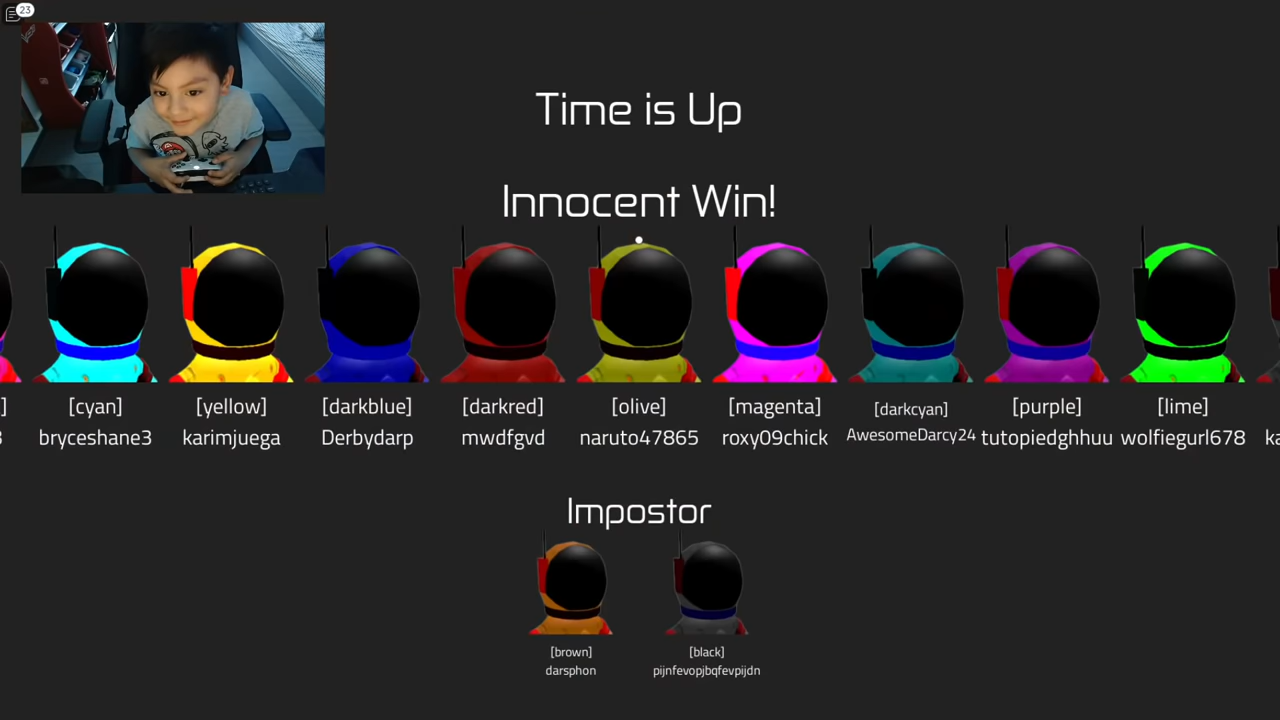 23
Time is Up
Innocent Win!
] [cyan] [yellow] [darkblue] [darkred] [olive] [magenta] [darkcyan] [purple] [lime]
bryceshane3 karimjuega Derbydarp mwdfgvd naruto47865 roxy09chick AwesomeDarcy24 tutopiedghhuu wolfiegurl678
Impostor
[brown] [black]
darsphon pijnfevopjbqfevpijdn